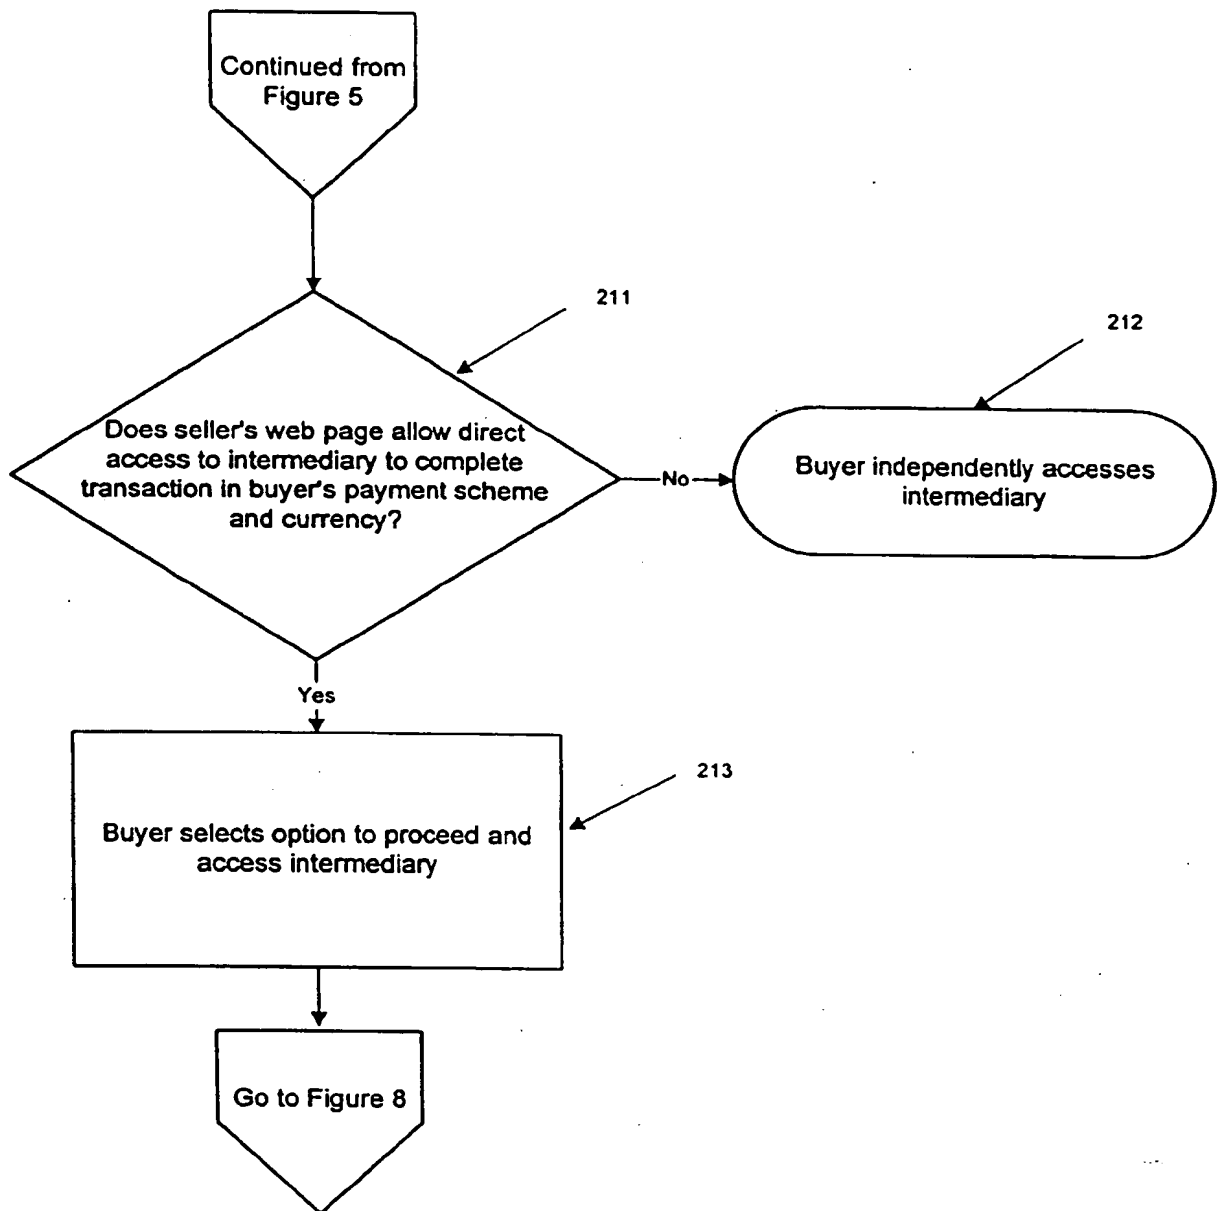 Continued from
Figure 5
211
212
Does seller's web page allow direct
access to intermediary to complete
transaction in buyer's payment scheme
and currency?
No
Buyer independently accesses
intermediary
Yes
213
Buyer selects option to proceed and
access intermediary
Go to Figure 8